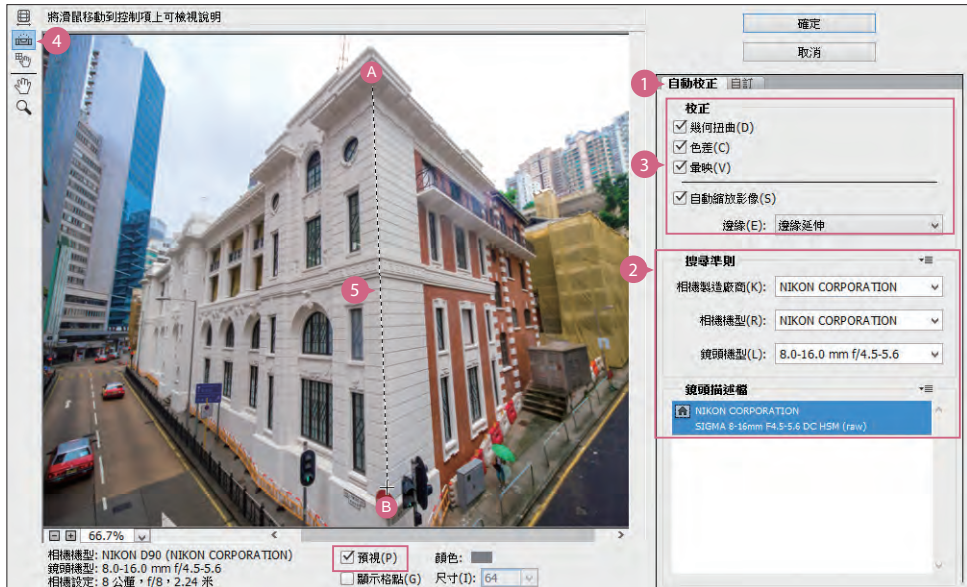 將滑鼠移動到控制項上可檢視說明
確定
取消
4
A
1
自動校正 自訂
校正
幾何扭曲(D)
色差(C)
3
暈映(V)
自動縮放影像(S)
邊緣(E): 邊緣延伸
2
搜尋準則
相機製造廠商(K): NIKON CORPORATION
相機機型(R): NIKON CORPORATION
鏡頭機型(L): 8.0-16.0 mm f/4.5-5.6
鏡頭描述檔
NIKON CORPORATION
SIGMA 8-16mm F4.5-5.6 DC HSM (raw)
5
B
66.7%
相機機型: NIKON D90 (NIKON CORPORATION)
鏡頭機型: 8.0-16.0 mm f/4.5-5.6
相機設定: 8 公釐，f/8，2.24 米
預視(P)
顏色:
顯示格點(G)
尺寸(I): 64